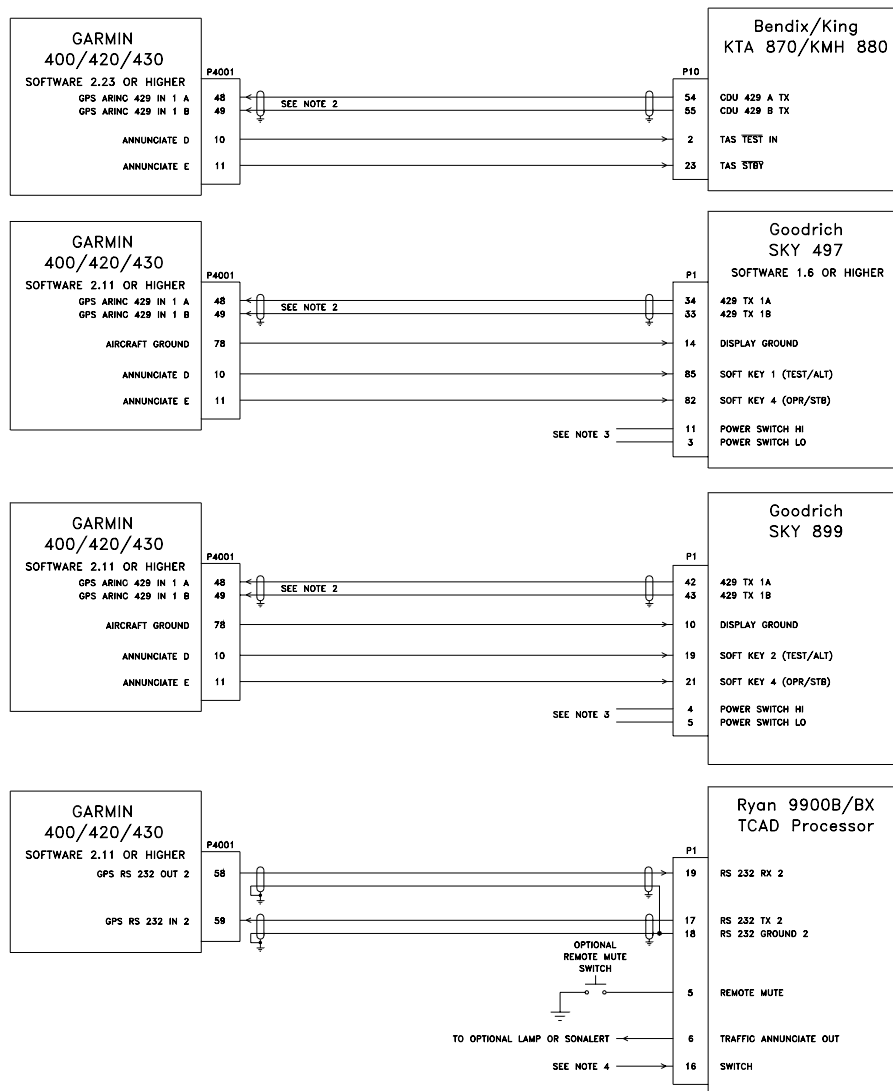 GARMIN
400/420/430
SOFTWARE 2.23 OR HIGHER
P4001
GPS ARINC 429 IN 1 A 48
GPS ARINC 429 IN 1 B 49
ANNUNCIATE D 10
ANNUNCIATE E 11
SEE NOTE 2
Bendix/King
KTA 870/KMH 880
P10
54 CDU 429 A TX
55 CDU 429 B TX
2 TAS TEST IN
23 TAS STBY
GARMIN
400/420/430
SOFTWARE 2.11 OR HIGHER
P4001
GPS ARINC 429 IN 1 A 48
GPS ARINC 429 IN 1 B 49
AIRCRAFT GROUND 78
ANNUNCIATE D 10
ANNUNCIATE E 11
SEE NOTE 2
SEE NOTE 3
Goodrich
SKY 497
SOFTWARE 1.6 OR HIGHER
P1
34 429 TX 1A
33 429 TX 1B
14 DISPLAY GROUND
85 SOFT KEY 1 (TEST/ALT)
82 SOFT KEY 4 (OPR/STB)
11 POWER SWITCH HI
3 POWER SWITCH LO
GARMIN
400/420/430
SOFTWARE 2.11 OR HIGHER
P4001
GPS ARINC 429 IN 1 A 48
GPS ARINC 429 IN 1 B 49
AIRCRAFT GROUND 78
ANNUNCIATE D 10
ANNUNCIATE E 11
SEE NOTE 2
SEE NOTE 3
Goodrich
SKY 899
P1
42 429 TX 1A
43 429 TX 1B
10 DISPLAY GROUND
19 SOFT KEY 2 (TEST/ALT)
21 SOFT KEY 4 (OPR/STB)
4 POWER SWITCH HI
5 POWER SWITCH LO
GARMIN
400/420/430
SOFTWARE 2.11 OR HIGHER
P4001
GPS RS 232 OUT 2 58
GPS RS 232 IN 2 59
OPTIONAL
REMOTE MUTE
SWITCH
TO OPTIONAL LAMP OR SONALERT
SEE NOTE 4
Ryan 9900B/BX
TCAD Processor
P1
19 RS 232 RX 2
17 RS 232 TX 2
18 RS 232 GROUND 2
5 REMOTE MUTE
6 TRAFFIC ANNUNCIATE OUT
16 SWITCH